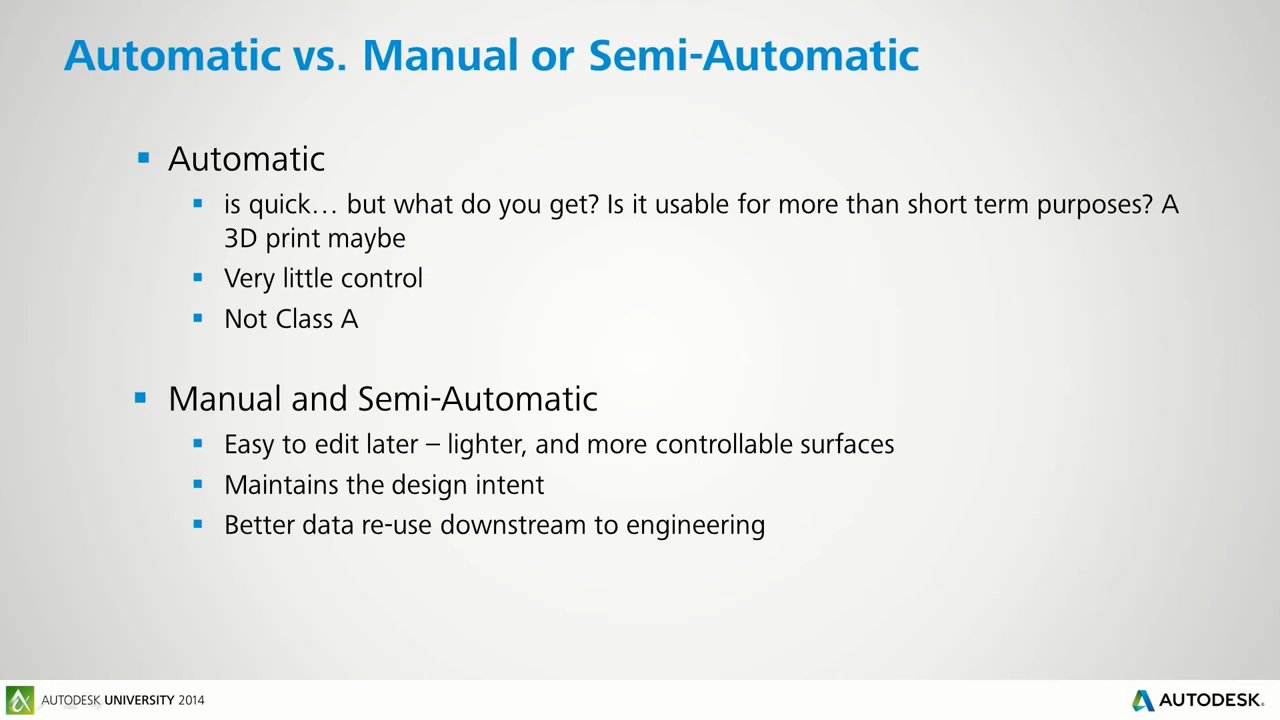 Automatic vs. Manual or Semi-Automatic
Automatic
is quick… but what do you get? Is it usable for more than short term purposes? A
3D print maybe
Very little control
Not Class A
Manual and Semi-Automatic
Easy to edit later – lighter, and more controllable surfaces
Maintains the design intent
Better data re-use downstream to engineering
AUTODESK UNIVERSITY 2014
AUTODESK®